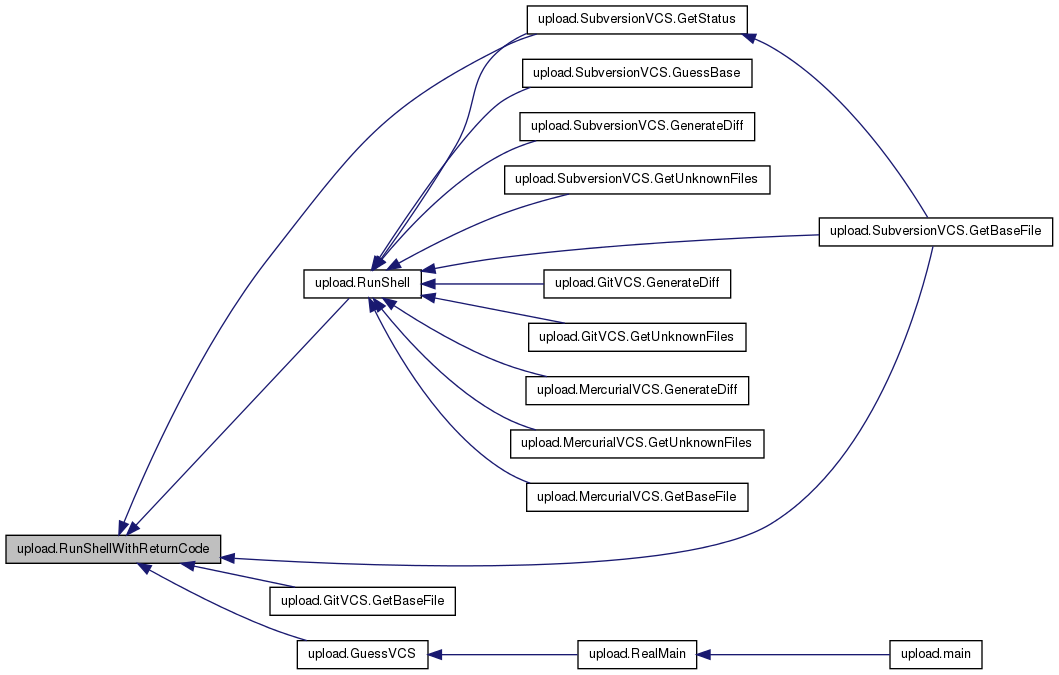 upload.SubversionVCS.GetStatus
upload.SubversionVCS.GuessBase
upload.SubversionVCS.GenerateDiff
upload.SubversionVCS.GetUnknownFiles
upload.SubversionVCS.GetBaseFile
upload.RunShell
upload.GitVCS.GenerateDiff
upload.GitVCS.GetUnknownFiles
upload.MercurialVCS.GenerateDiff
upload.MercurialVCS.GetUnknownFiles
upload.MercurialVCS.GetBaseFile
upload.RunShellWithReturnCode
upload.GitVCS.GetBaseFile
upload.GuessVCS
upload.RealMain
upload.main